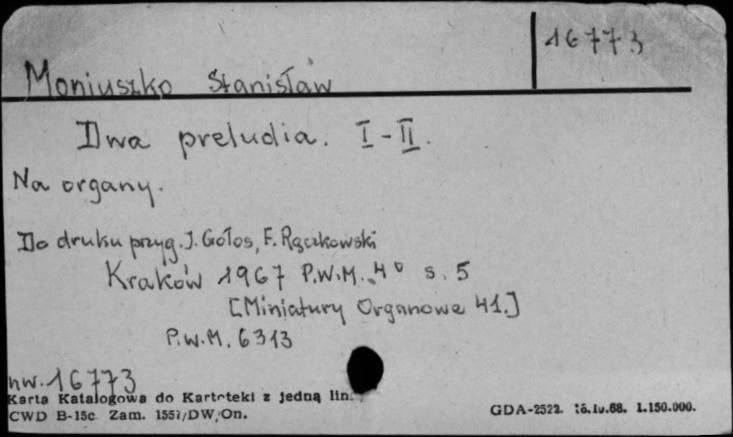 16773
Moniuszko Stanisław
Dwa preludia. I-II.
Na organy.
Do druku przyg. J. Gołos, F. Rączkowski
Kraków 1967 P.W.M. 4° s. 5
[Miniatury Organowe 41.]
P.W.M. 6313
nw. 16773
Karta Katalogowa do Kartoteki z jedną lin.
CWD B-15c Zam. 1557/DW/On.
GDA-2522. 16.IV.68. 1.150.000.